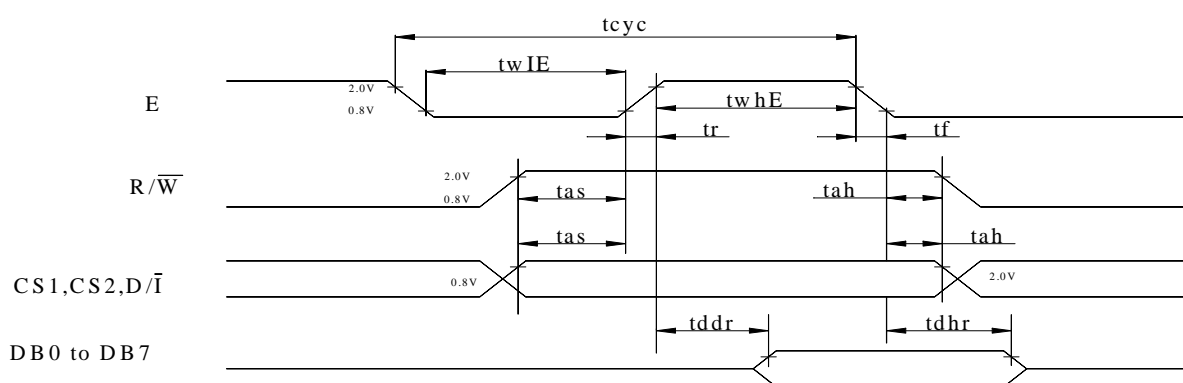 tcyc
twIE
E
2.0V
0.8V
twhE
tr
tf
R/W̅
2.0V
0.8V
tas
tah
tas
tah
CS1,CS2,D/I̅
0.8V
2.0V
tddr
tdhr
DB0 to DB7